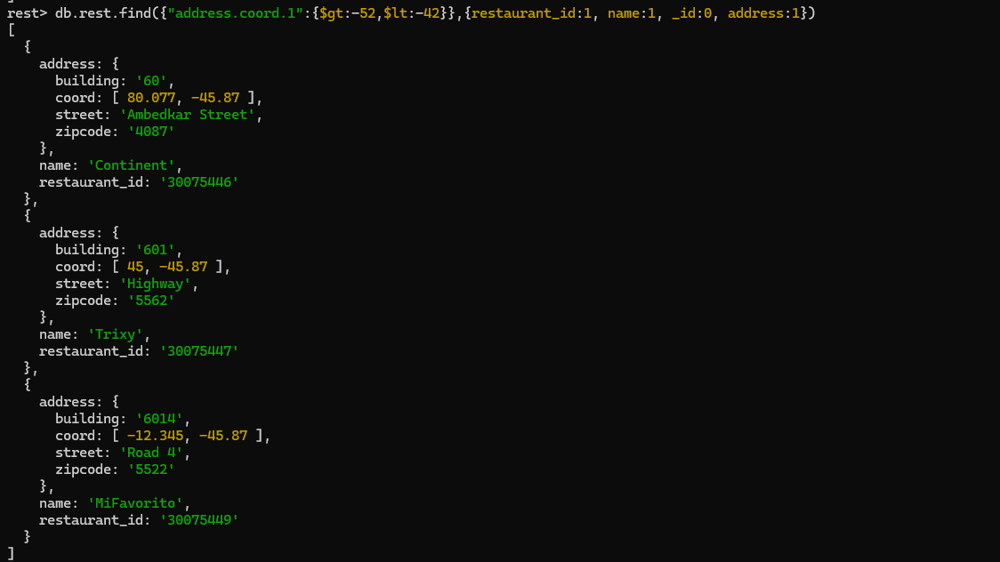 rest> db.rest.find({"address.coord.1":{$gt:-52,$lt:-42}},{restaurant_id:1, name:1, _id:0, address:1})
[
  {
    address: {
      building: '60',
      coord: [ 80.077, -45.87 ],
      street: 'Ambedkar Street',
      zipcode: '4087'
    },
    name: 'Continent',
    restaurant_id: '30075446'
  },
  {
    address: {
      building: '601',
      coord: [ 45, -45.87 ],
      street: 'Highway',
      zipcode: '5562'
    },
    name: 'Trixy',
    restaurant_id: '30075447'
  },
  {
    address: {
      building: '6014',
      coord: [ -12.345, -45.87 ],
      street: 'Road 4',
      zipcode: '5522'
    },
    name: 'MiFavorito',
    restaurant_id: '30075449'
  }
]